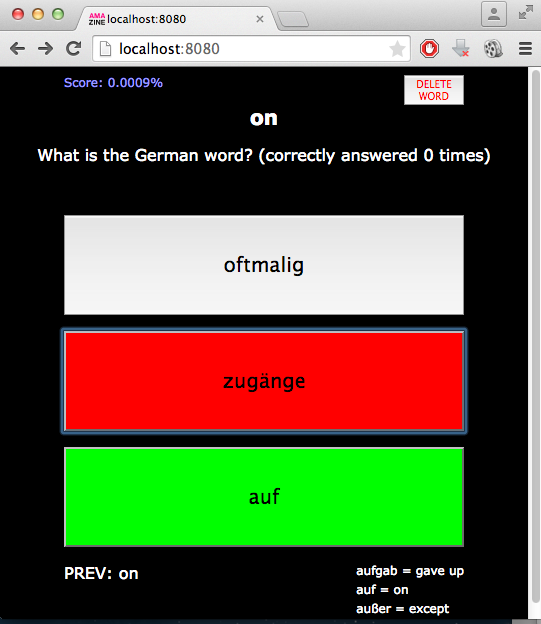 AMA
ZINE localhost:8080
localhost:8080
Score: 0.0009%
DELETE
WORD
on
What is the German word? (correctly answered 0 times)
oftmalig
zugänge
auf
PREV: on
aufgab = gave up
auf = on
außer = except